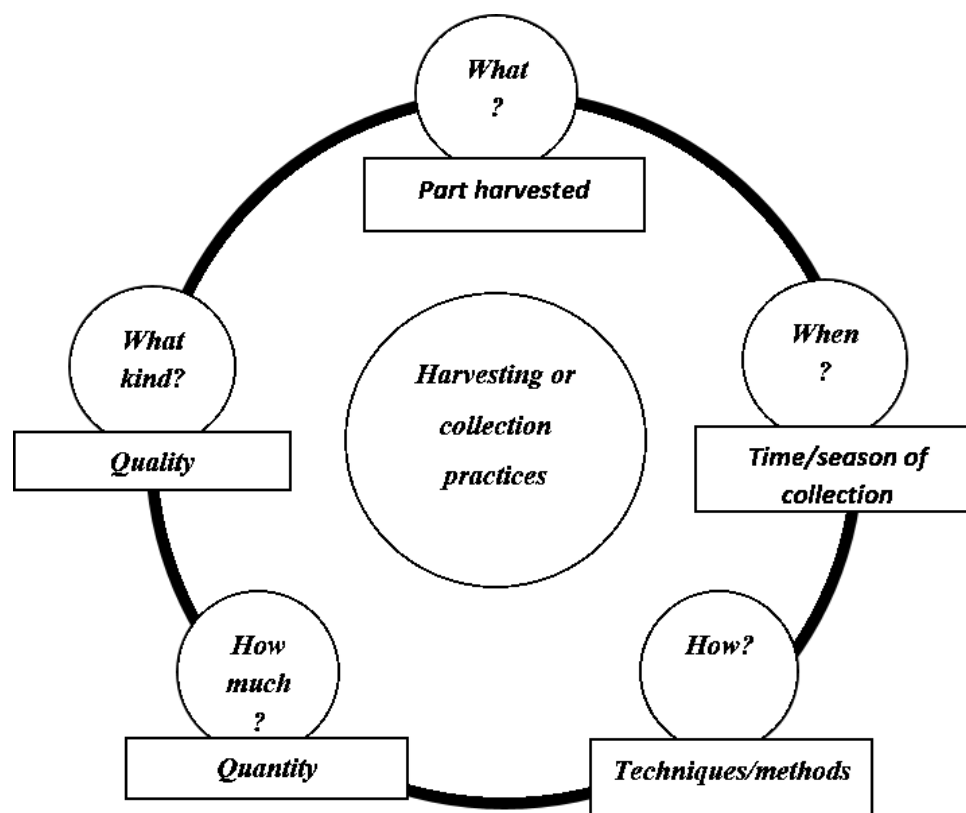 What
?
Part harvested
When
?
Time/season of
collection
How?
Techniques/methods
How
much
?
Quantity
What
kind?
Quality
Harvesting or
collection
practices